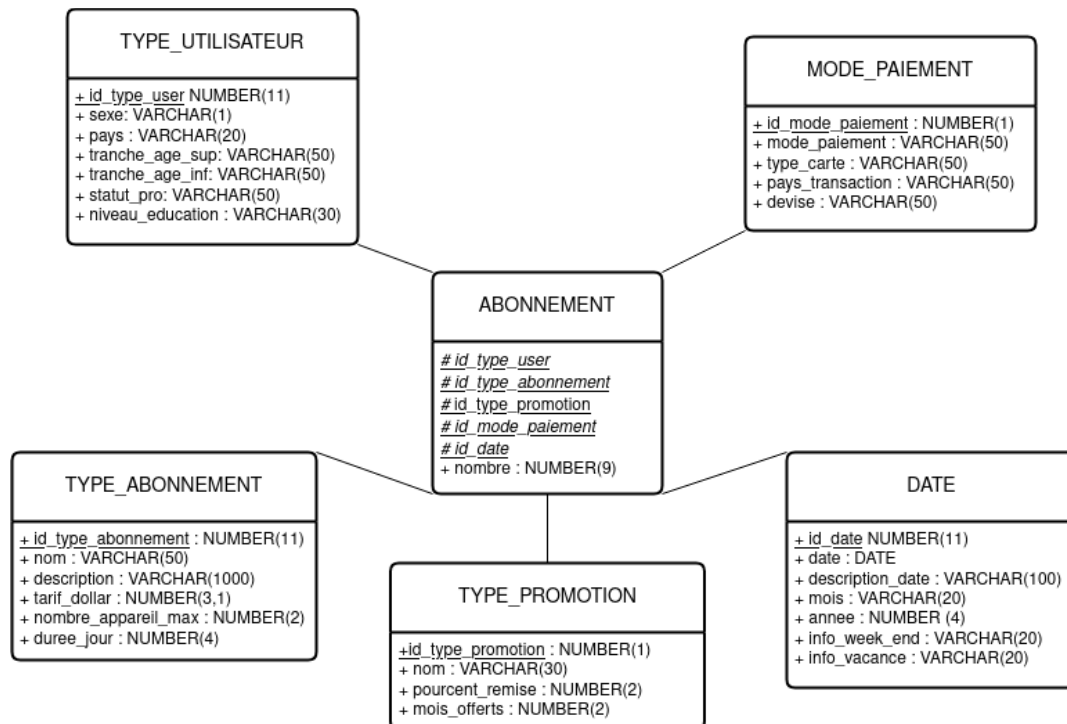 TYPE_UTILISATEUR
+ id_type_user NUMBER(11)
+ sexe: VARCHAR(1)
+ pays : VARCHAR(20)
+ tranche_age_sup: VARCHAR(50)
+ tranche_age_inf: VARCHAR(50)
+ statut_pro: VARCHAR(50)
+ niveau_education : VARCHAR(30)
MODE_PAIEMENT
+ id_mode_paiement : NUMBER(1)
+ mode_paiement : VARCHAR(50)
+ type_carte : VARCHAR(50)
+ pays_transaction : VARCHAR(50)
+ devise : VARCHAR(50)
ABONNEMENT
# id_type_user
# id_type_abonnement
# id_type_promotion
# id_mode_paiement
# id_date
+ nombre : NUMBER(9)
TYPE_ABONNEMENT
+ id_type_abonnement : NUMBER(11)
+ nom : VARCHAR(50)
+ description : VARCHAR(1000)
+ tarif_dollar : NUMBER(3,1)
+ nombre_appareil_max : NUMBER(2)
+ duree_jour : NUMBER(4)
TYPE_PROMOTION
+id_type_promotion : NUMBER(1)
+ nom : VARCHAR(30)
+ pourcent_remise : NUMBER(2)
+ mois_offerts : NUMBER(2)
DATE
+ id_date NUMBER(11)
+ date : DATE
+ description_date : VARCHAR(100)
+ mois : VARCHAR(20)
+ annee : NUMBER (4)
+ info_week_end : VARCHAR(20)
+ info_vacance : VARCHAR(20)